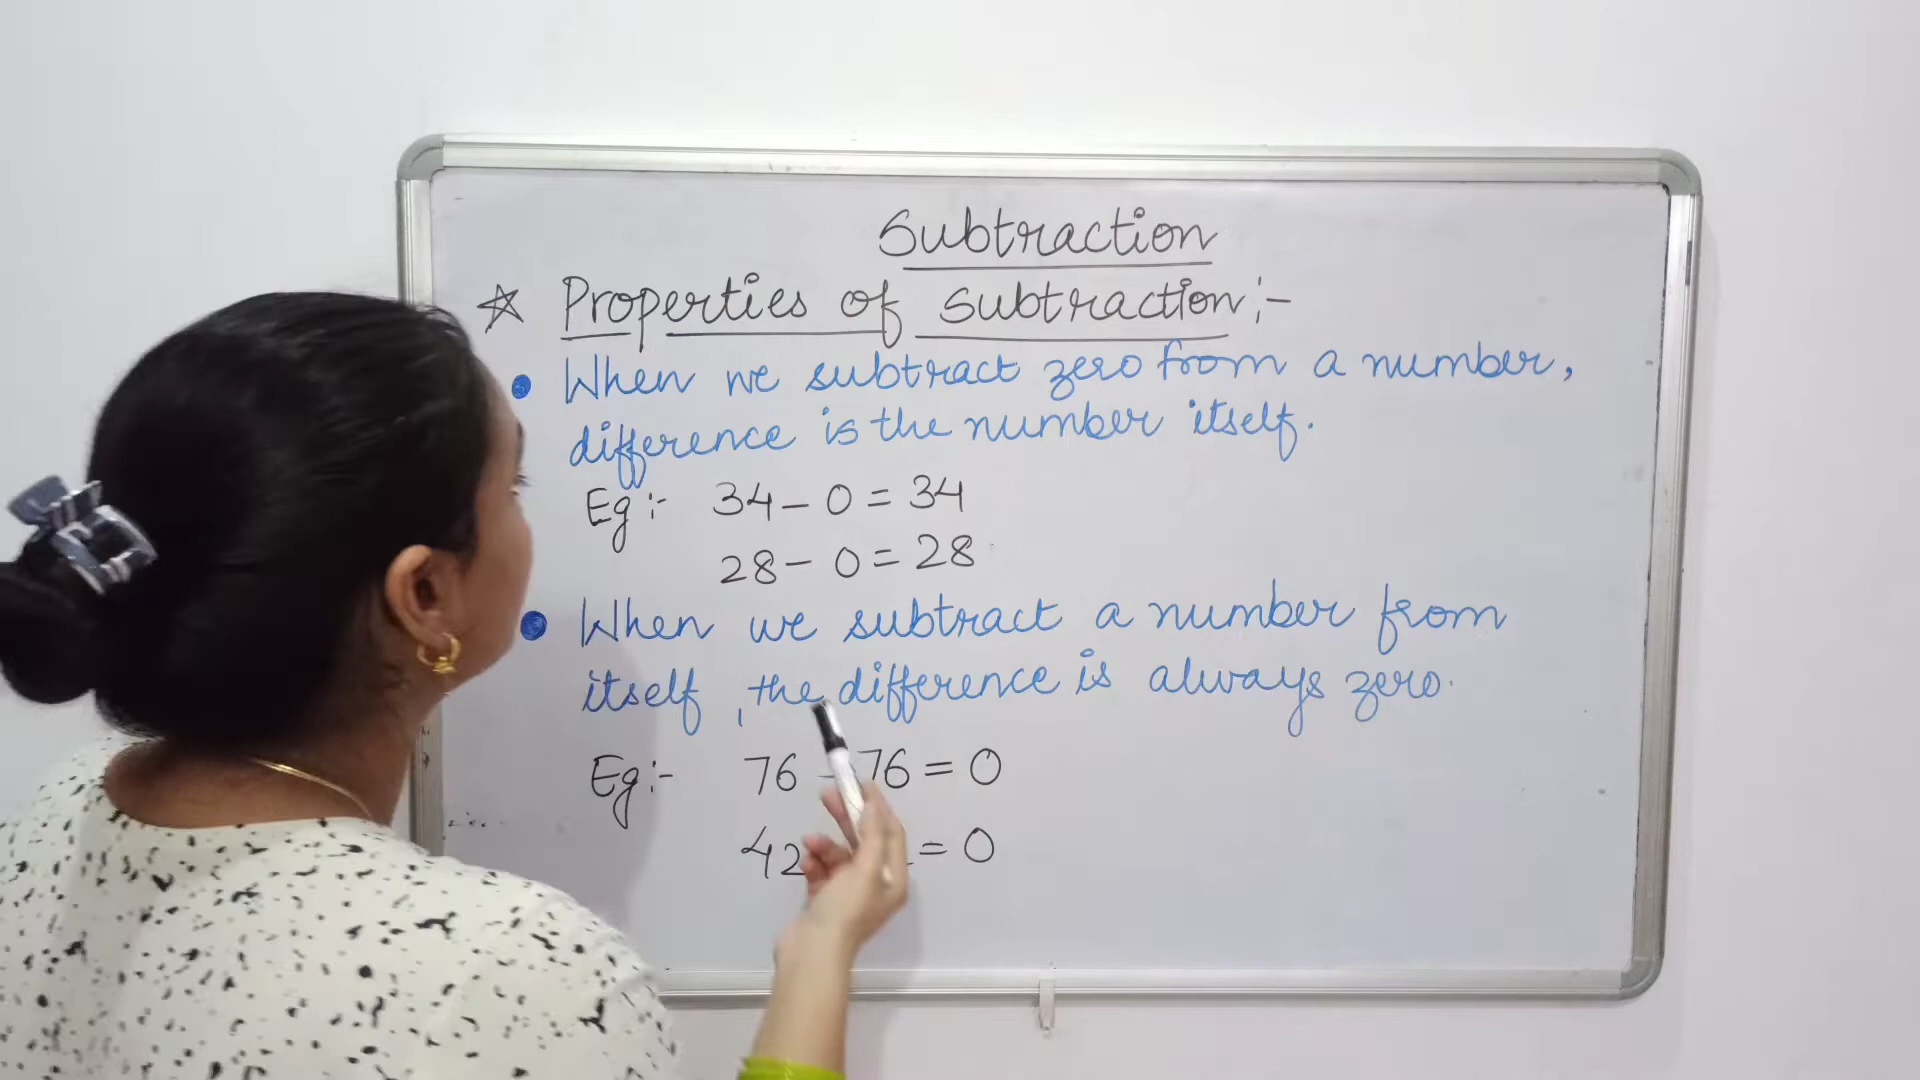 Subtraction
☆ Properties of subtraction:-
• When we subtract zero from a number,
difference is the number itself.
Eg:- 34 - 0 = 34
28 - 0 = 28
• When we subtract a number from
itself, the difference is always zero.
Eg:- 76 - 76 = 0
42 = 0